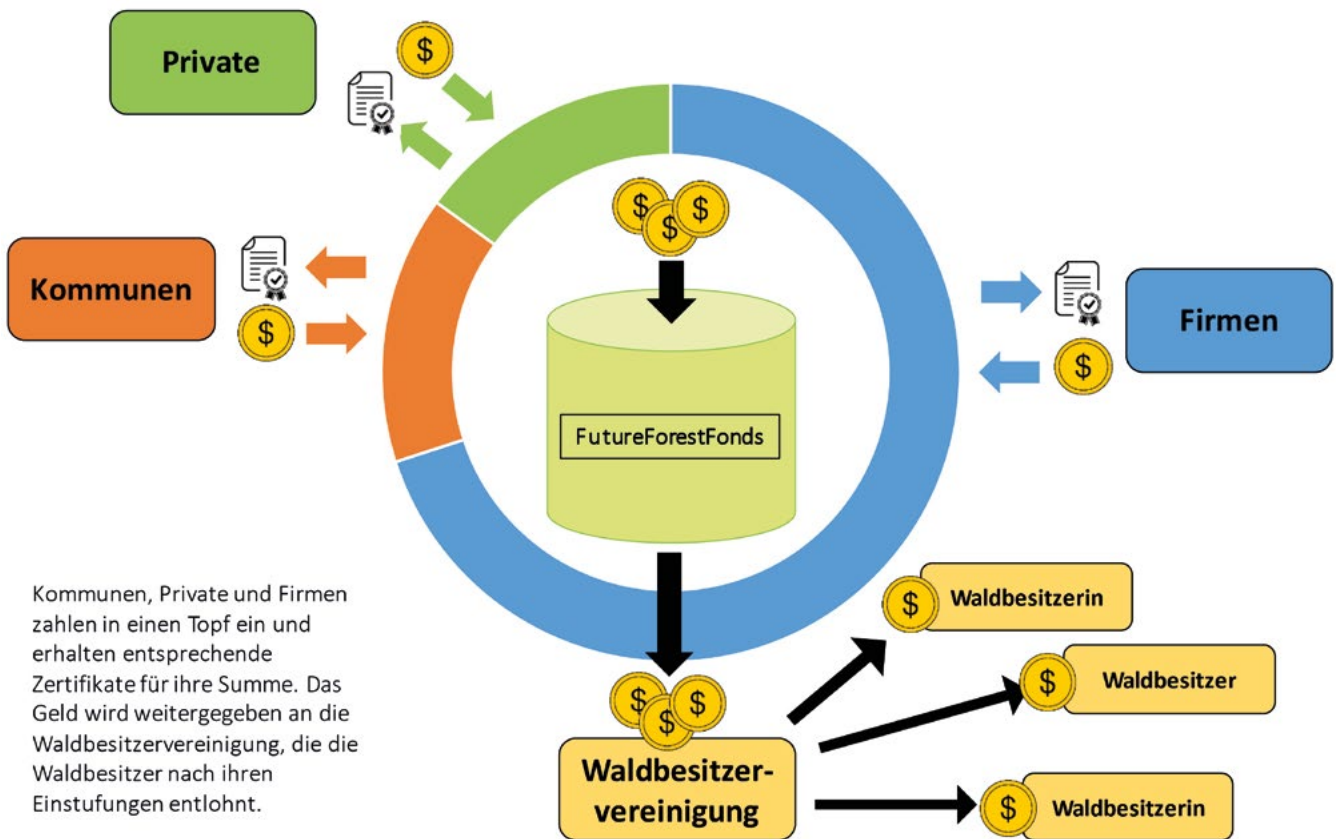 Private
$
Kommunen
$
$ $ $
Firmen
$
FutureForestFonds
Kommunen, Private und Firmen
zahlen in einen Topf ein und
erhalten entsprechende
Zertifikate für ihre Summe. Das
Geld wird weitergegeben an die
Waldbesitzervereinigung, die die
Waldbesitzer nach ihren
Einstufungen entlohnt.
$ $ $
Waldbesitzer-
vereinigung
$ Waldbesitzerin
$ Waldbesitzer
$ Waldbesitzerin